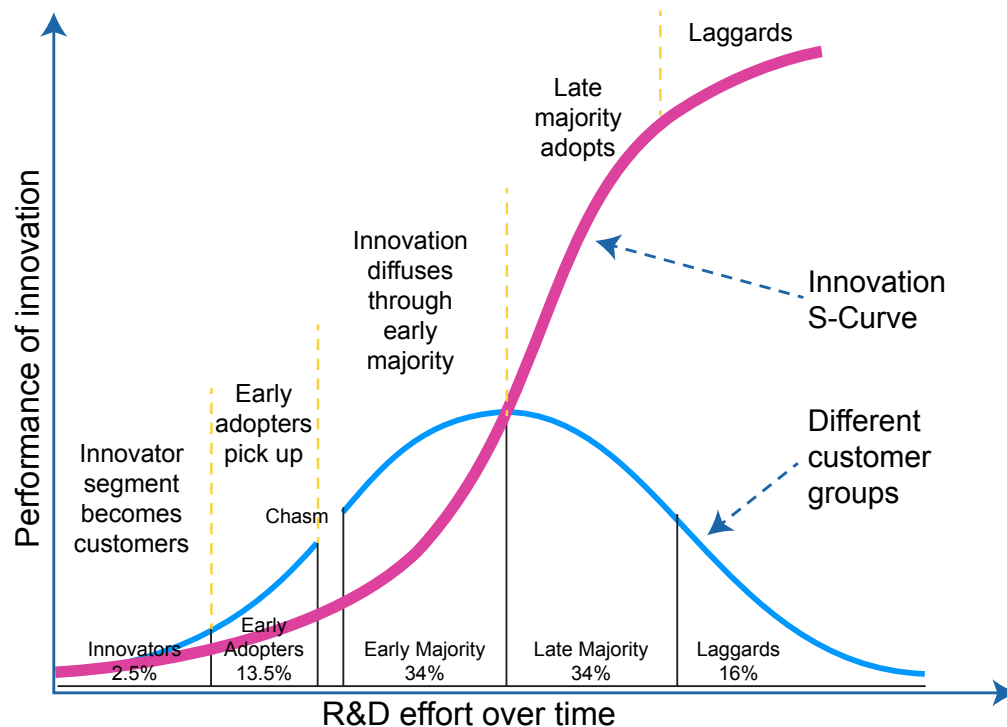 Laggards
Late
majority
adopts
Innovation
diffuses
through
early
majority
Early
adopters
pick up
Innovator
segment
becomes
customers
Chasm
Innovation
S-Curve
Different
customer
groups
Performance of innovation
Innovators
2.5%
Early
Adopters
13.5%
Early Majority
34%
Late Majority
34%
Laggards
16%
R&D effort over time